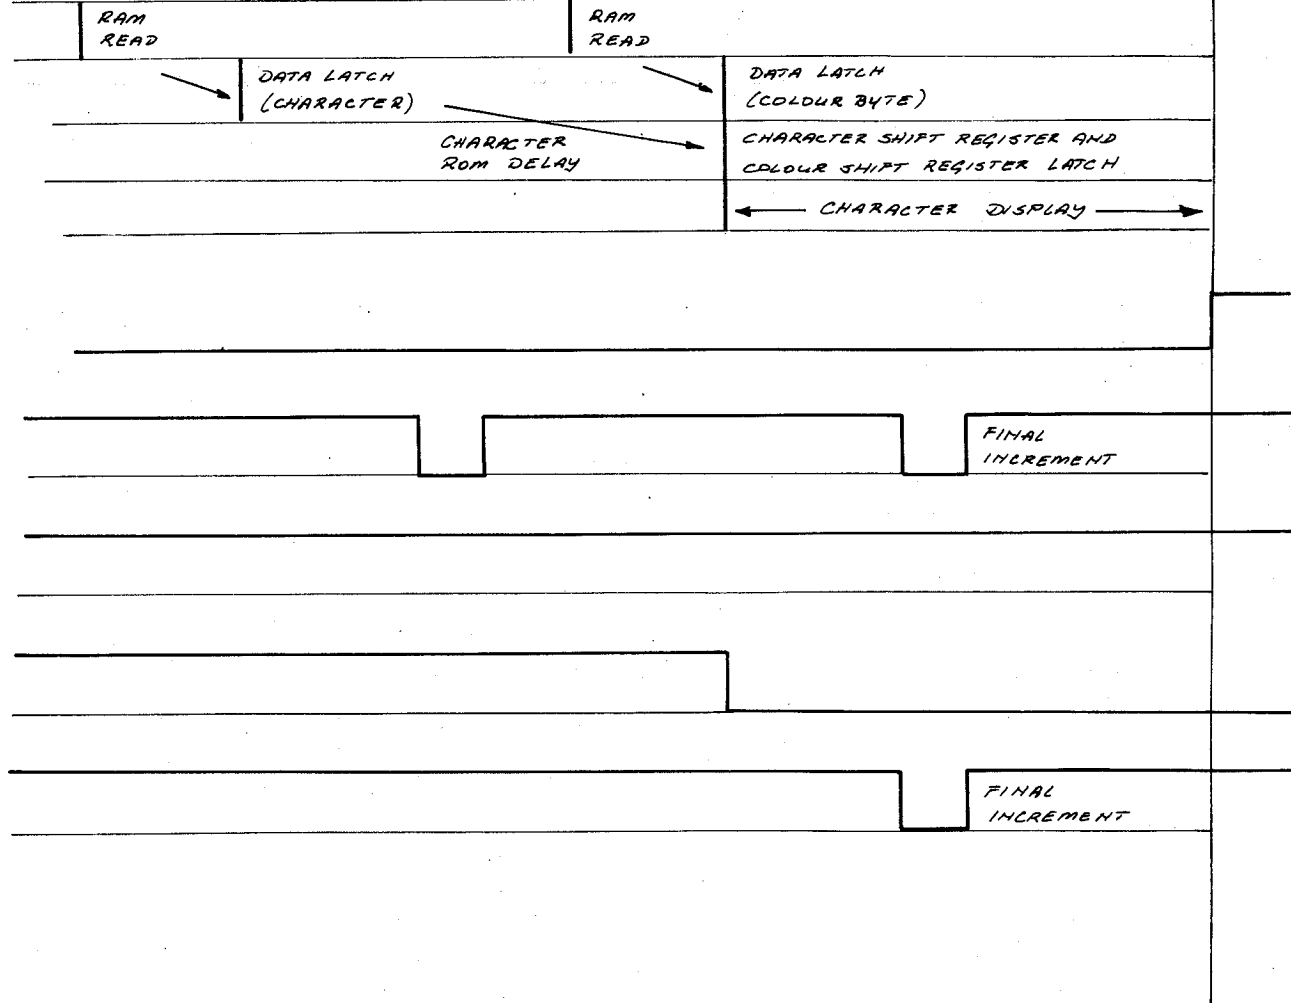 RAM
READ
RAM
READ
DATA LATCH
(CHARACTER)
DATA LATCH
(COLOUR BYTE)
CHARACTER
ROM DELAY
CHARACTER SHIFT REGISTER AND
COLOUR SHIFT REGISTER LATCH
CHARACTER DISPLAY
FINAL
INCREMENT
FINAL
INCREMENT